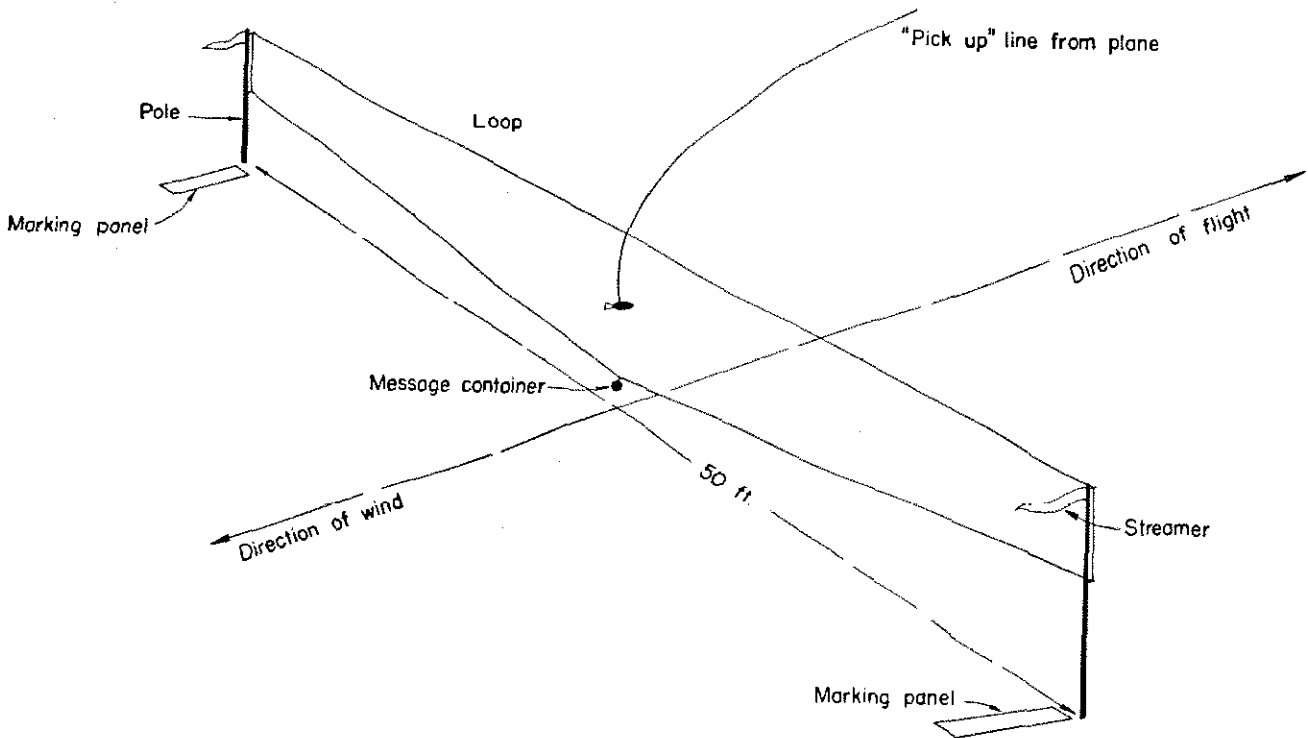 "Pick up" line from plane
Pole
Loop
Marking panel
Direction of flight
Message container
50 ft.
Direction of wind
Streamer
Marking panel